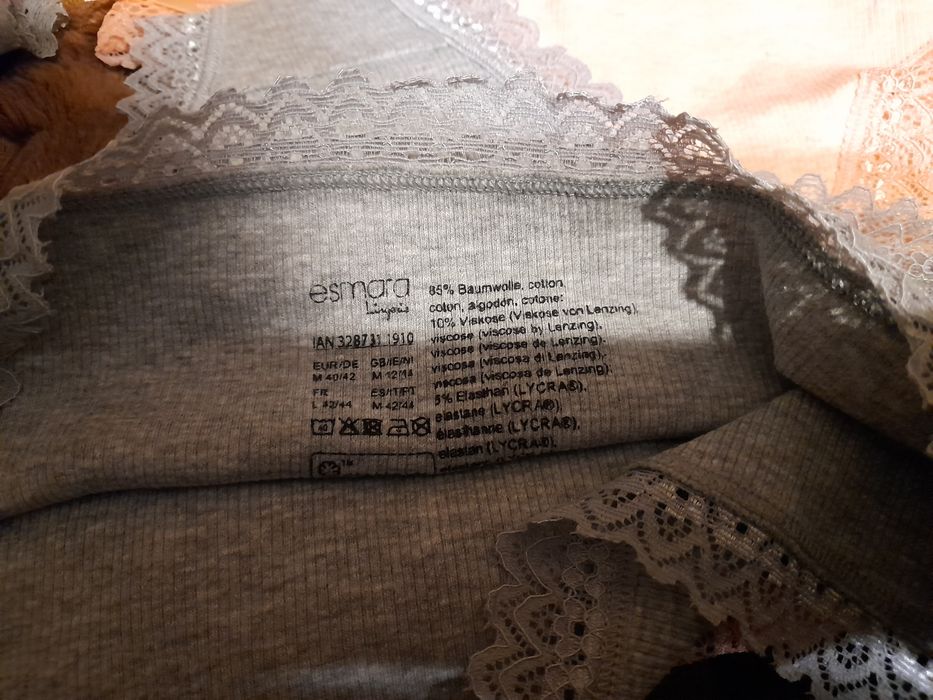 esmara
Lingerie
IAN 328731 1910
EUR/DE GB/IE/NI
M 40/42 M 12/14
FR ES/IT/PT
L 42/44 M 42/44
85% Baumwolle, cotton,
coton, algodón, cotone;
10% Viskose (Viskose von Lenzing),
viscose (viscose by Lenzing),
viscose (viscose de Lenzing),
viscosa (viscosa di Lenzing),
viscosa (viscosa de Lenzing),
5% Elasthan (LYCRA®),
elastane (LYCRA®),
élasthanne (LYCRA®),
elastan (LYCRA®),